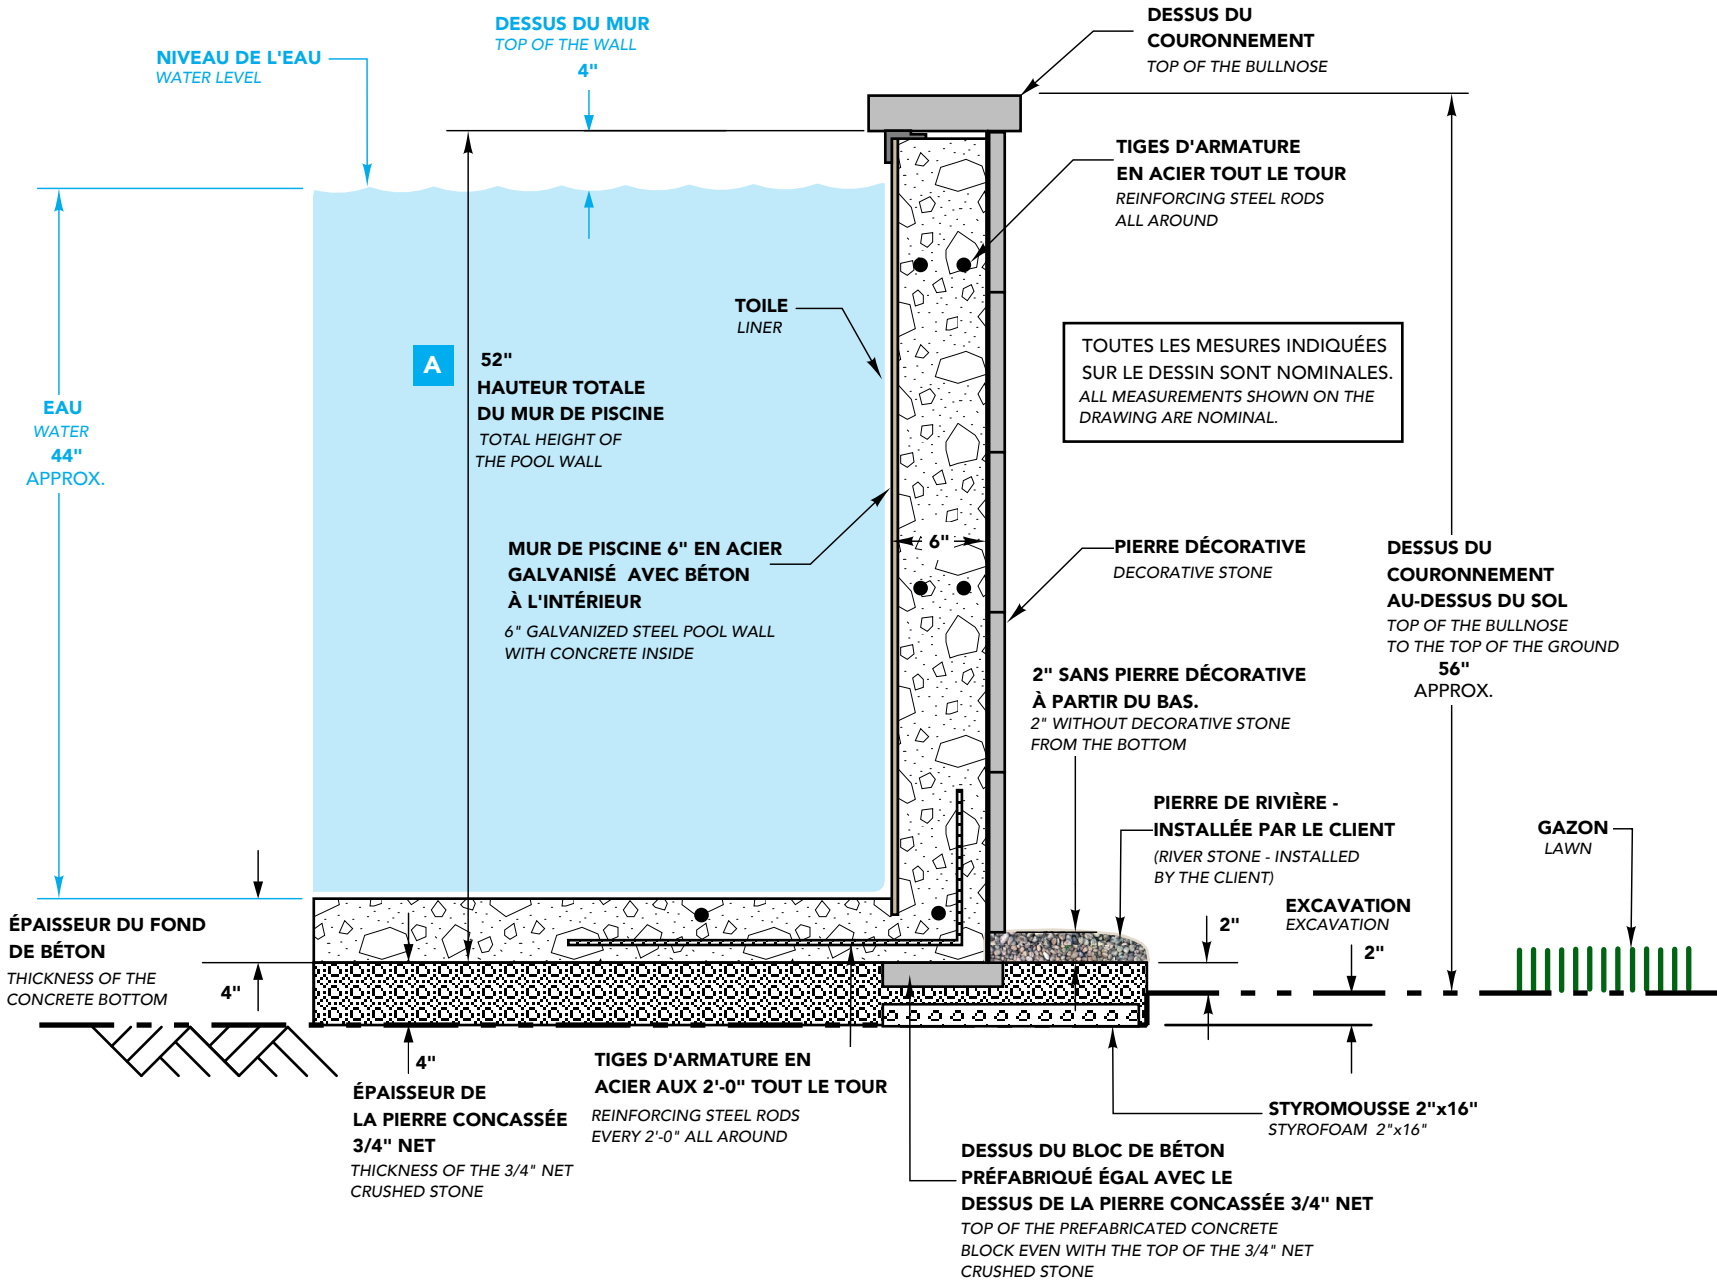 DESSUS DU MUR
TOP OF THE WALL
4"
NIVEAU DE L'EAU
WATER LEVEL
DESSUS DU
COURONNEMENT
TOP OF THE BULLNOSE
TIGES D'ARMATURE
EN ACIER TOUT LE TOUR
REINFORCING STEEL RODS
ALL AROUND
TOILE
LINER
A
52"
HAUTEUR TOTALE
DU MUR DE PISCINE
TOTAL HEIGHT OF
THE POOL WALL
TOUTES LES MESURES INDIQUÉES
SUR LE DESSIN SONT NOMINALES.
ALL MEASUREMENTS SHOWN ON THE
DRAWING ARE NOMINAL.
EAU
WATER
44"
APPROX.
MUR DE PISCINE 6" EN ACIER
GALVANISÉ AVEC BÉTON
À L'INTÉRIEUR
6" GALVANIZED STEEL POOL WALL
WITH CONCRETE INSIDE
6"
PIERRE DÉCORATIVE
DECORATIVE STONE
DESSUS DU
COURONNEMENT
AU-DESSUS DU SOL
TOP OF THE BULLNOSE
TO THE TOP OF THE GROUND
56"
APPROX.
2" SANS PIERRE DÉCORATIVE
À PARTIR DU BAS.
2" WITHOUT DECORATIVE STONE
FROM THE BOTTOM
PIERRE DE RIVIÈRE -
INSTALLÉE PAR LE CLIENT
(RIVER STONE - INSTALLED
BY THE CLIENT)
GAZON
LAWN
EXCAVATION
EXCAVATION
2"
2"
ÉPAISSEUR DU FOND
DE BÉTON
THICKNESS OF THE
CONCRETE BOTTOM
4"
4"
ÉPAISSEUR DE
LA PIERRE CONCASSÉE
3/4" NET
THICKNESS OF THE 3/4" NET
CRUSHED STONE
TIGES D'ARMATURE EN
ACIER AUX 2'-0" TOUT LE TOUR
REINFORCING STEEL RODS
EVERY 2'-0" ALL AROUND
STYROMOUSSE 2"x16"
STYROFOAM 2"x16"
DESSUS DU BLOC DE BÉTON
PRÉFABRIQUÉ ÉGAL AVEC LE
DESSUS DE LA PIERRE CONCASSÉE 3/4" NET
TOP OF THE PREFABRICATED CONCRETE
BLOCK EVEN WITH THE TOP OF THE 3/4" NET
CRUSHED STONE